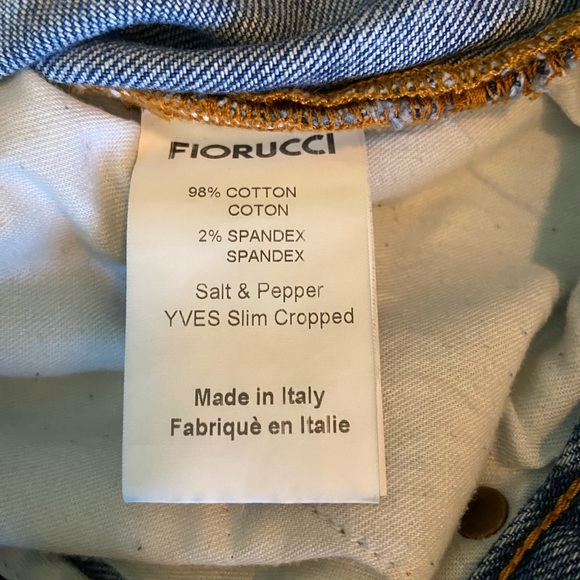 FIORUCCI
98% COTTON
COTON
2% SPANDEX
SPANDEX
Salt & Pepper
YVES Slim Cropped
Made in Italy
Fabriquè en Italie